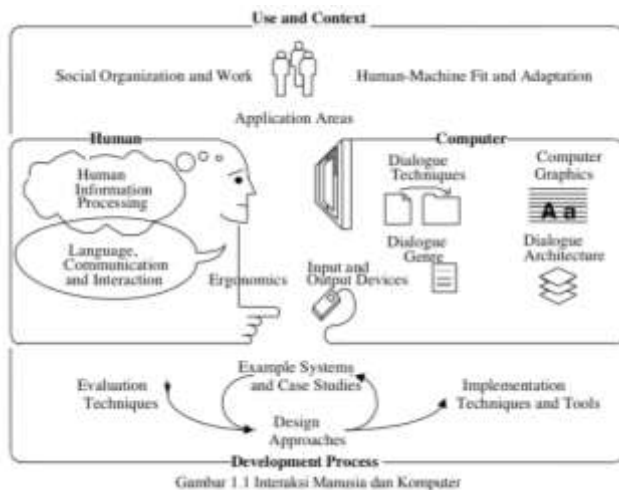 Use and Context
Social Organization and Work
Human-Machine Fit and Adaptation
Application Areas
Human
Computer
Human
Information
Processing
Language,
Communication
and Interaction
Ergonomics
Dialogue
Techniques
Computer
Graphics
A a
Dialogue
Genre
Dialogue
Architecture
Input and
Output Devices
Example Systems
and Case Studies
Evaluation
Techniques
Implementation
Techniques and Tools
Design
Approaches
Development Process
Gambar 1.1 Interaksi Manusia dan Komputer